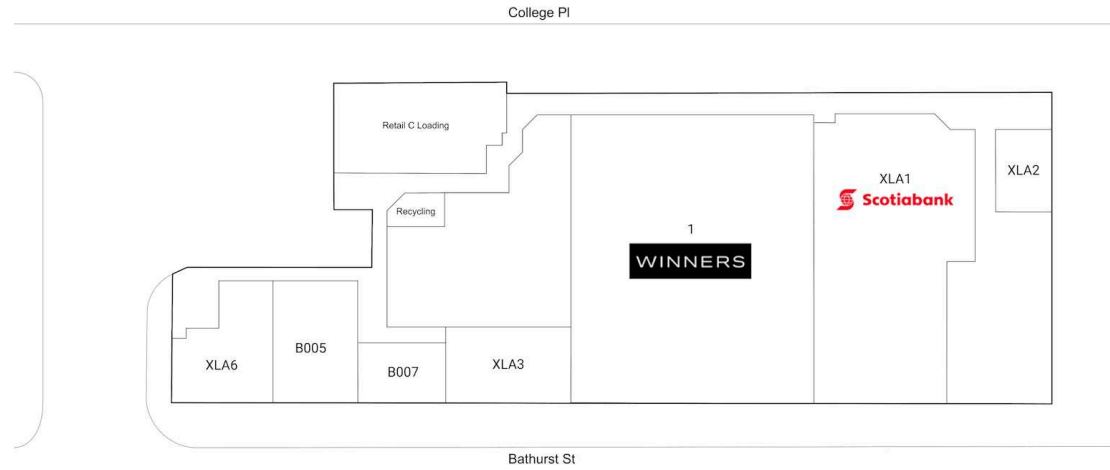 College Pl
Retail C Loading
XLA2
XLA1
Scotiabank
Recycling
1
WINNERS
B005
XLA6
XLA3
B007
Bathurst St